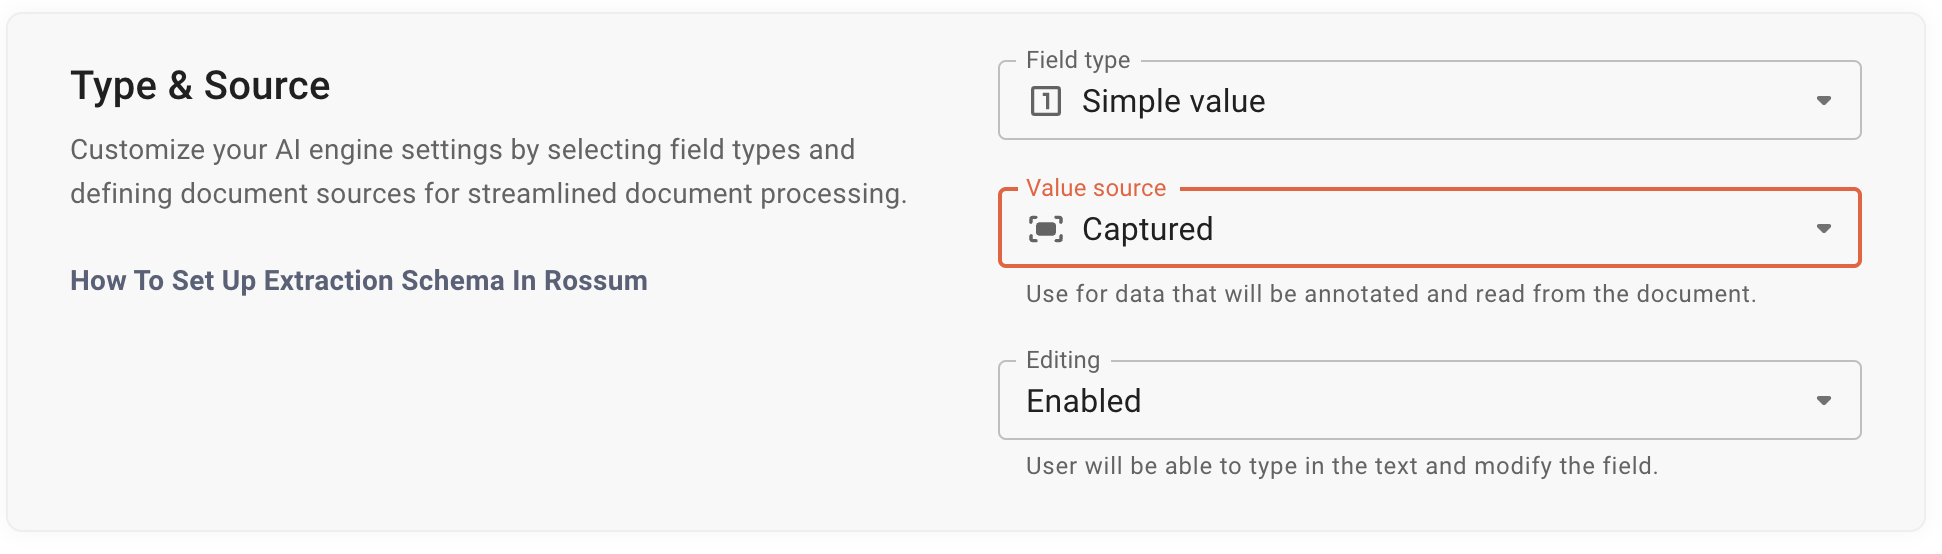 Type & Source
Customize your AI engine settings by selecting field types and
defining document sources for streamlined document processing.
How To Set Up Extraction Schema In Rossum
Field type
1 Simple value
Value source
Captured
Use for data that will be annotated and read from the document.
Editing
Enabled
User will be able to type in the text and modify the field.